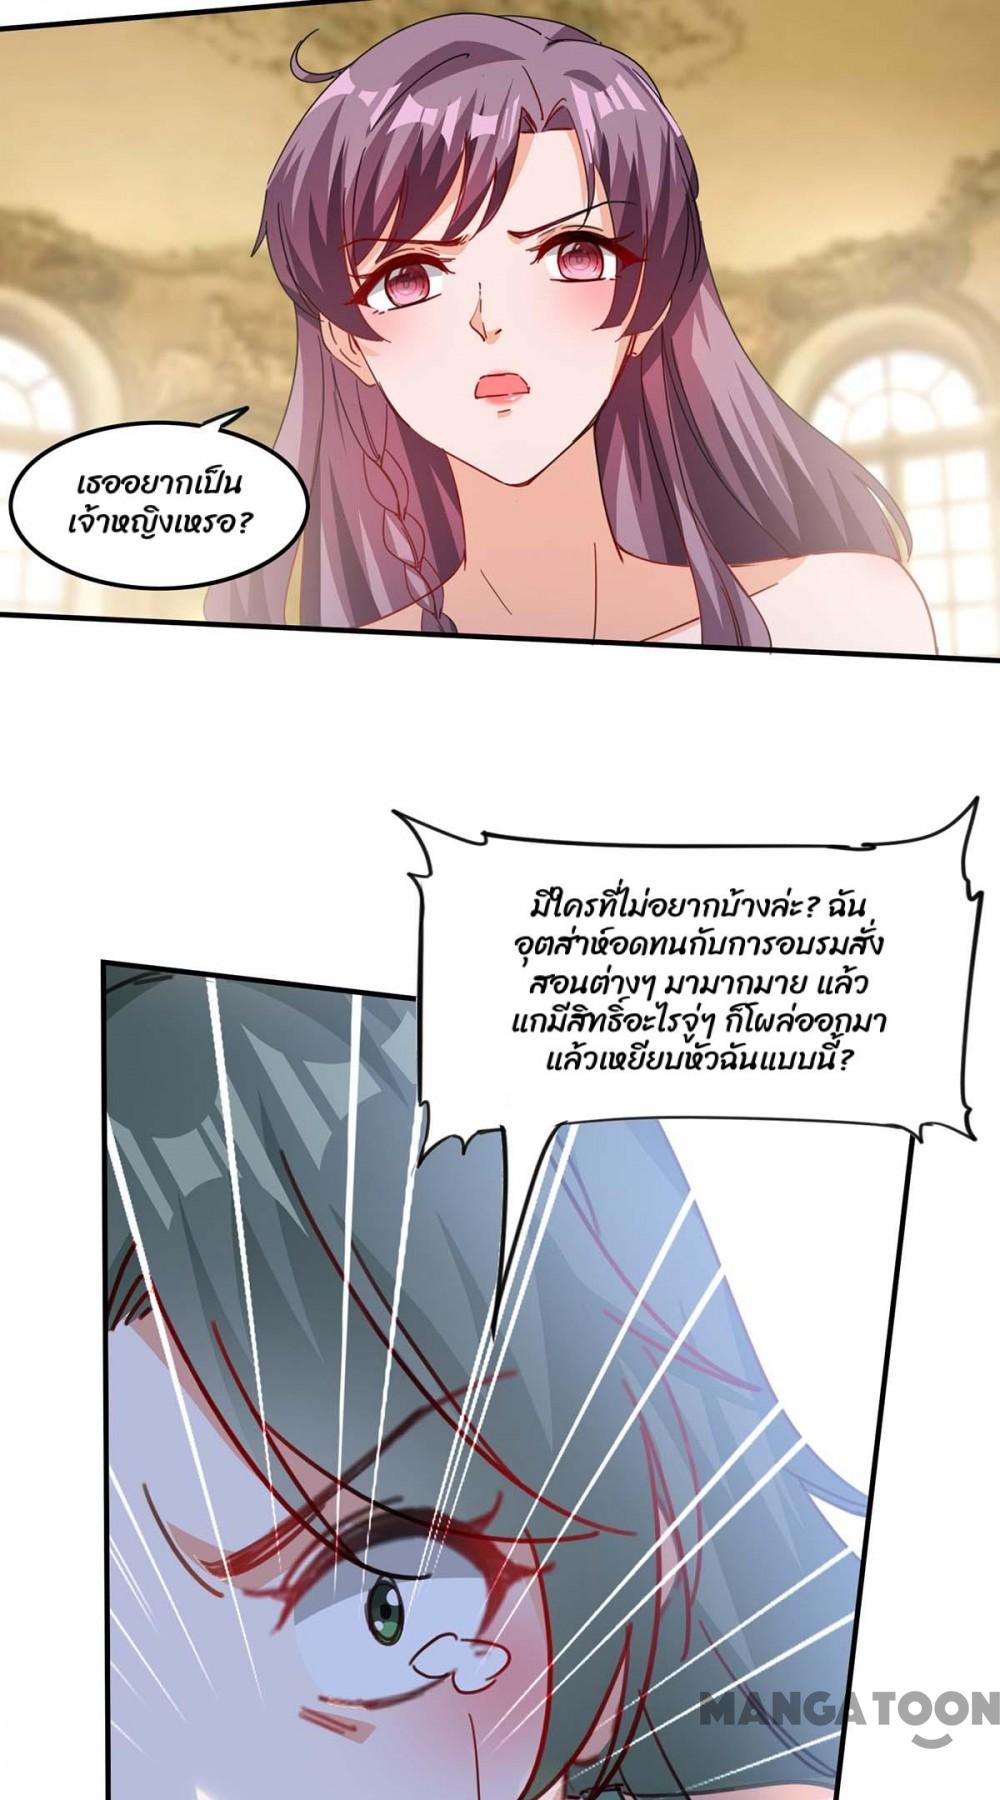 เธออยากเป็น
เจ้าหญิงเหรอ?
มีใครที่ไม่อยากบ้างล่ะ? ฉัน
อุตส่าห์อดทนกับการอบรมสั่ง
สอนต่างๆ มามากมาย แล้ว
แกมีสิทธิ์อะไรจู่ๆ ก็โผล่ออกมา
แล้วเหยียบหัวฉันแบบนี้?
MANGATOON